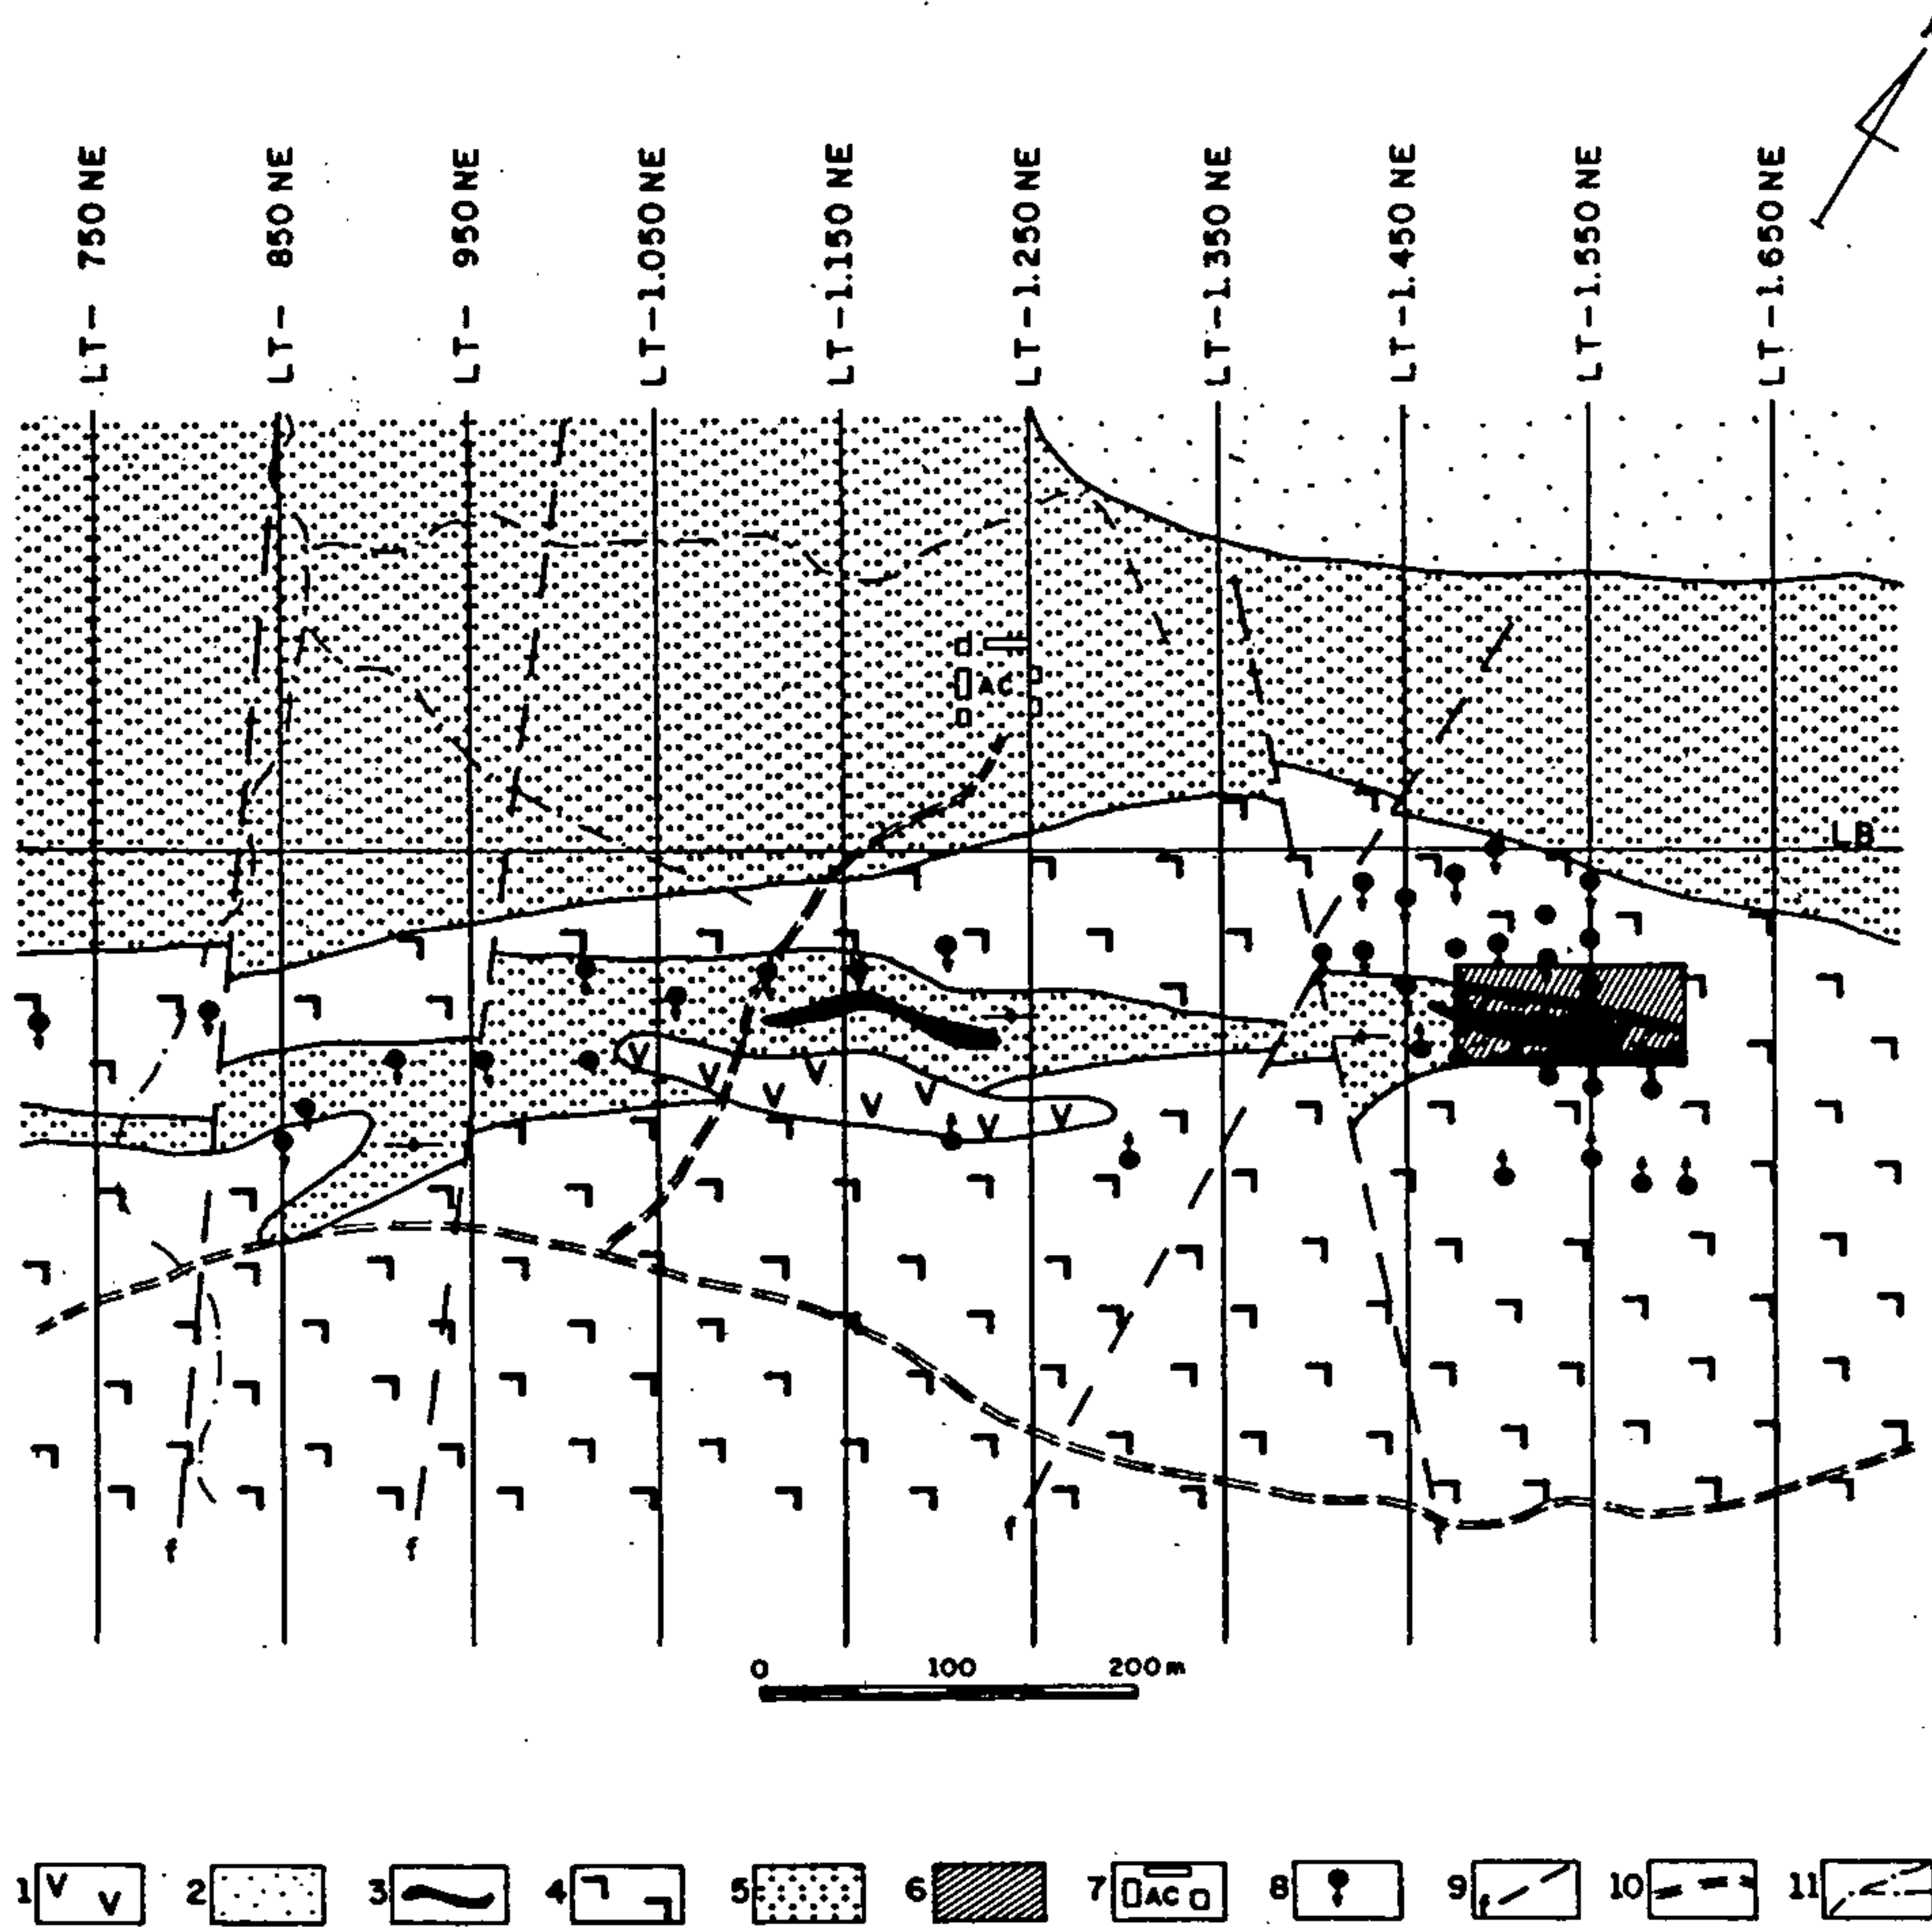 LT - 750 NE
LT - 850 NE
LT - 950 NE
LT-1.050 NE
LT-1.150 NE
LT-1.250 NE
LT-1.350 NE
LT-1.450 NE
LT-1.550 NE
LT-1.650 NE
AC
LB
V
V
V
V
V
V
V
V
f
f
f
f
0 100 200m
1 V V
2
3
4
5
6
7 AC
8
9 f
10
11